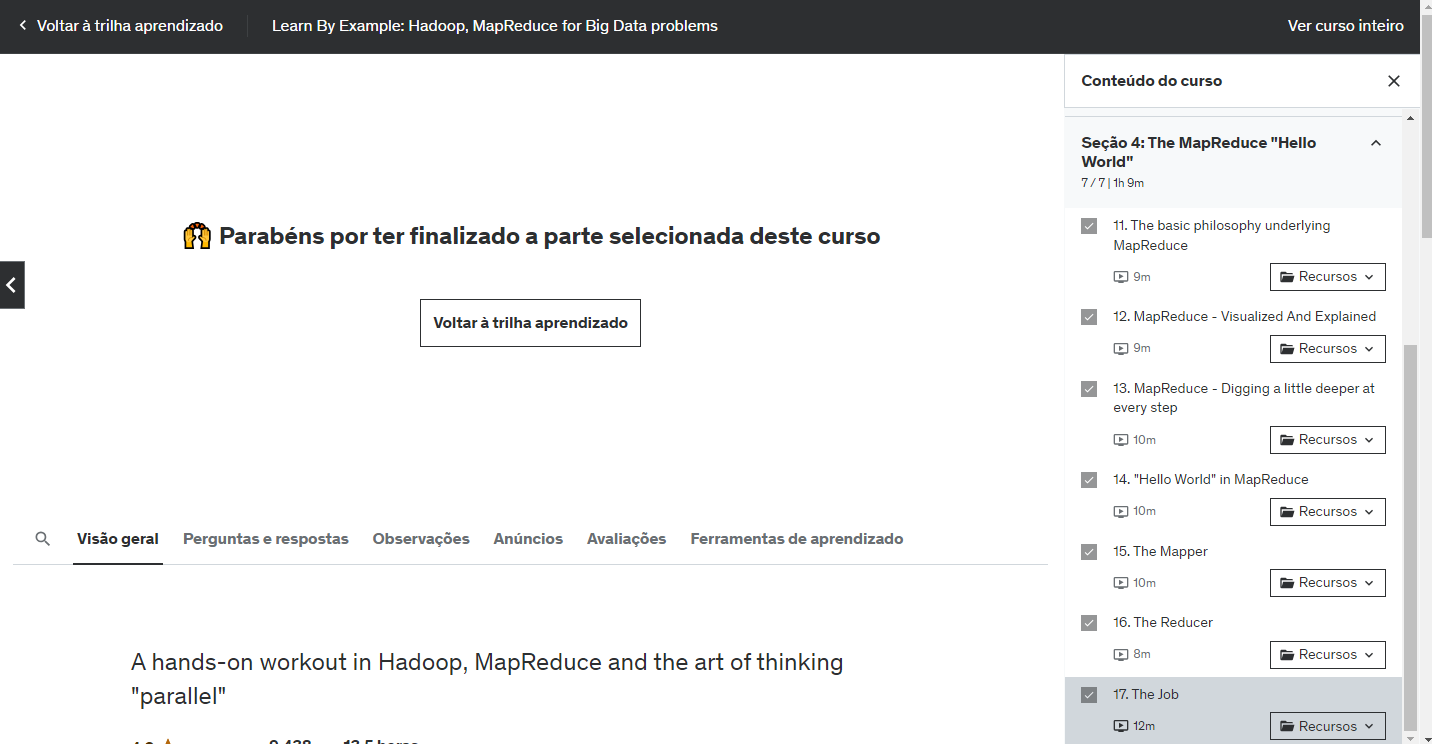 Voltar à trilha aprendizado
Learn By Example: Hadoop, MapReduce for Big Data problems
Ver curso inteiro
Parabéns por ter finalizado a parte selecionada deste curso
Voltar à trilha aprendizado
Visão geral
Perguntas e respostas
Observações
Anúncios
Avaliações
Ferramentas de aprendizado
A hands-on workout in Hadoop, MapReduce and the art of thinking
"parallel"
Conteúdo do curso
Seção 4: The MapReduce "Hello
World"
7 / 7 | 1h 9m
11. The basic philosophy underlying
MapReduce
9m
Recursos
12. MapReduce - Visualized And Explained
9m
Recursos
13. MapReduce - Digging a little deeper at
every step
10m
Recursos
14. "Hello World" in MapReduce
10m
Recursos
15. The Mapper
10m
Recursos
16. The Reducer
8m
Recursos
17. The Job
12m
Recursos